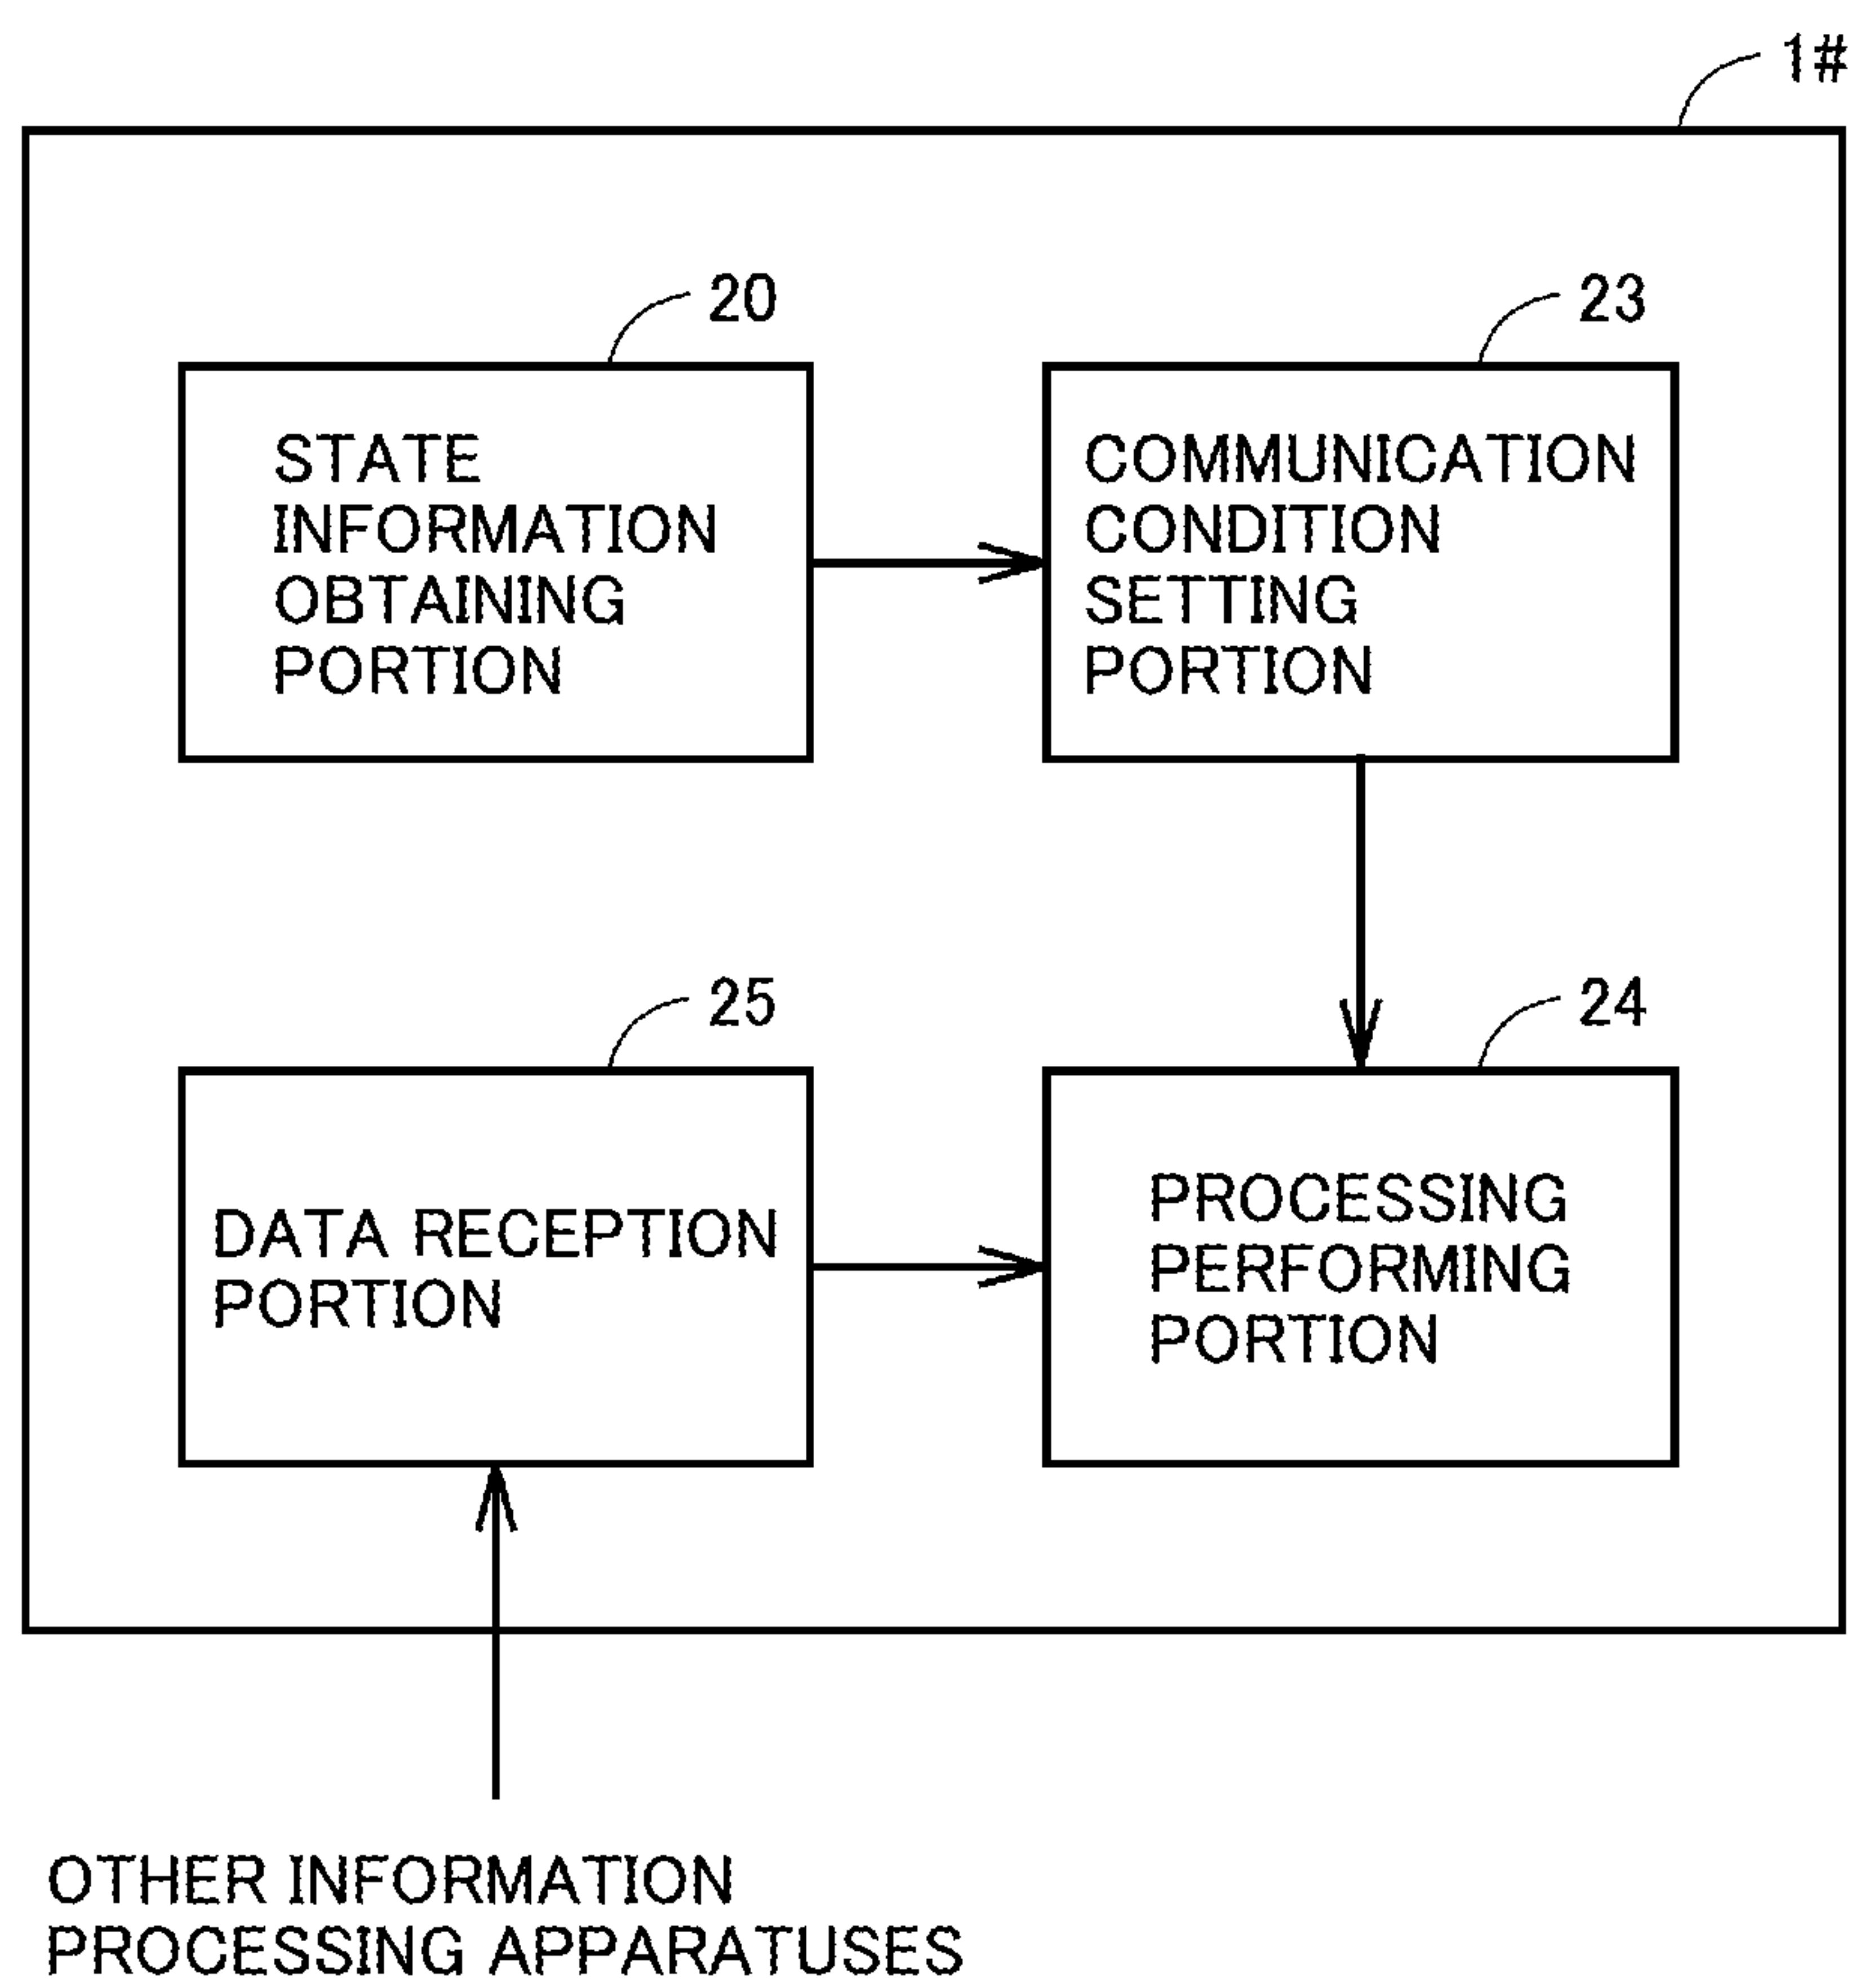 1#
20
STATE
INFORMATION
OBTAINING
PORTION
23
COMMUNICATION
CONDITION
SETTING
PORTION
25
DATA RECEPTION
PORTION
24
PROCESSING
PERFORMING
PORTION
OTHER INFORMATION
PROCESSING APPARATUSES